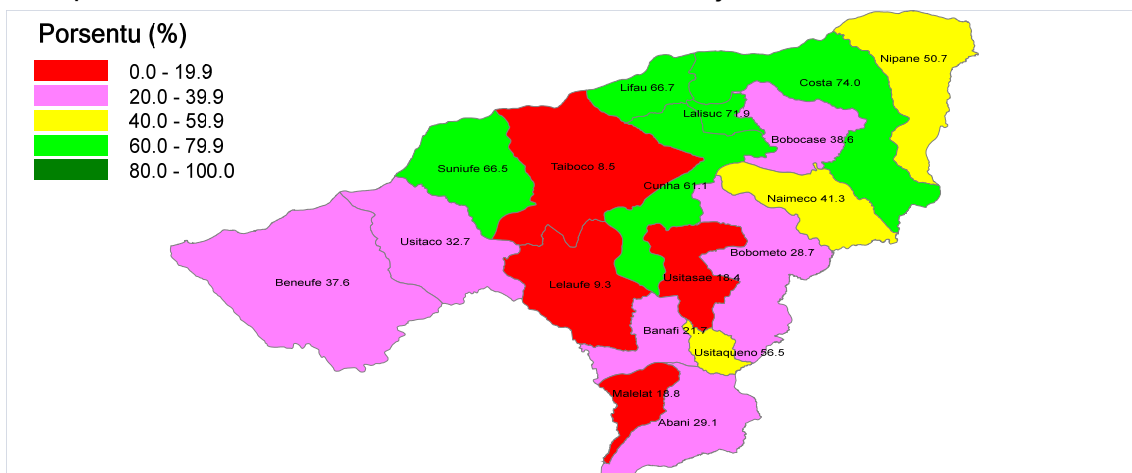 Porsentu (%)
0.0 - 19.9
20.0 - 39.9
40.0 - 59.9
60.0 - 79.9
80.0 - 100.0
Nipane 50.7
Costa 74.0
Lifau 66.7
Lalisuc 71.9
Bobocase 38.6
Suniufe 66.5
Taiboco 8.5
Cunha 61.1
Naimeco 41.3
Usitaco 32.7
Bobometo 28.7
Beneufe 37.6
Lelaufe 9.3
Usitasae 18.4
Banafi 21.7
Usitaqueno 56.5
Malelat 18.8
Abani 29.1